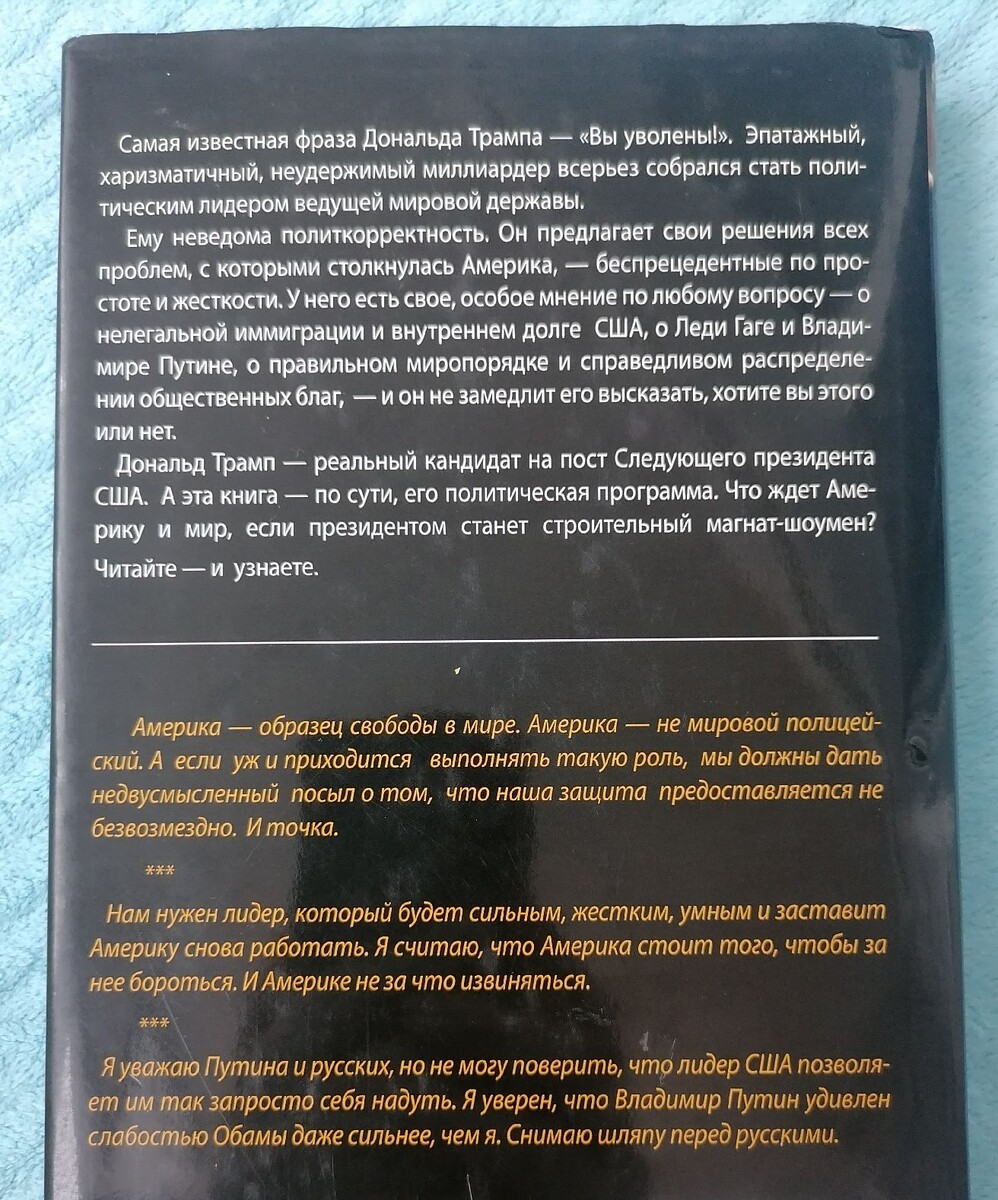 Самая известная фраза Дональда Трампа — «Вы уволены!». Эпатажный,
харизматичный, неудержимый миллиардер всерьез собрался стать поли-
тическим лидером ведущей мировой державы.
Ему неведома политкорректность. Он предлагает свои решения всех
проблем, с которыми столкнулась Америка, — беспрецедентные по про-
стоте и жесткости. У него есть свое, особое мнение по любому вопросу — о
нелегальной иммиграции и внутреннем долге США, о Леди Гаге и Влади-
мире Путине, о правильном миропорядке и справедливом распределе-
нии общественных благ, — и он не замедлит его высказать, хотите вы этого
или нет.
Дональд Трамп — реальный кандидат на пост Следующего президента
США. А эта книга — по сути, его политическая программа. Что ждет Аме-
рику и мир, если президентом станет строительный магнат-шоумен?
Читайте — и узнаете.
Америка — образец свободы в мире. Америка — не мировой полицей-
ский. А если уж и приходится выполнять такую роль, мы должны дать
недвусмысленный посыл о том, что наша защита предоставляется не
безвозмездно. И точка.
***
Нам нужен лидер, который будет сильным, жестким, умным и заставит
Америку снова работать. Я считаю, что Америка стоит того, чтобы за
нее бороться. И Америке не за что извиняться.
***
Я уважаю Путина и русских, но не могу поверить, что лидер США позволя-
ет им так запросто себя надуть. Я уверен, что Владимир Путин удивлен
слабостью Обамы даже сильнее, чем я. Снимаю шляпу перед русскими.